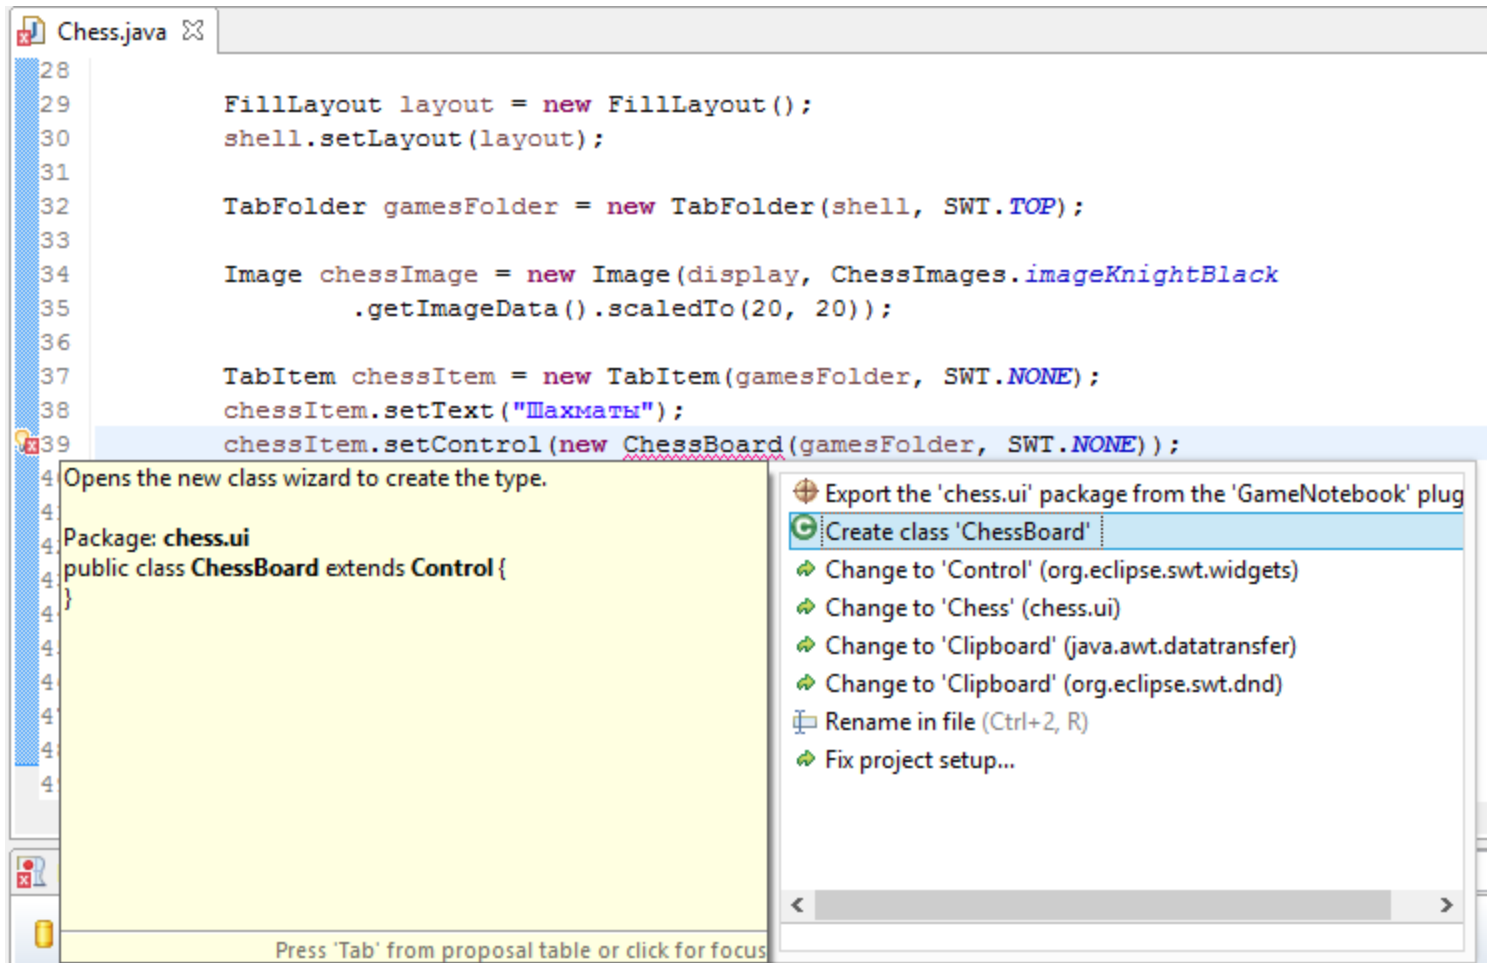 Chess.java
28
29 FillLayout layout = new FillLayout();
30 shell.setLayout(layout);
31
32 TabFolder gamesFolder = new TabFolder(shell, SWT.TOP);
33
34 Image chessImage = new Image(display, ChessImages.imageKnightBlack
35 .getImageData().scaledTo(20, 20));
36
37 TabItem chessItem = new TabItem(gamesFolder, SWT.NONE);
38 chessItem.setText("Шахматы");
39 chessItem.setControl(new ChessBoard(gamesFolder, SWT.NONE));
Opens the new class wizard to create the type.
Package: chess.ui
public class ChessBoard extends Control {
}
Press 'Tab' from proposal table or click for focus
Export the 'chess.ui' package from the 'GameNotebook' plug
Create class 'ChessBoard'
Change to 'Control' (org.eclipse.swt.widgets)
Change to 'Chess' (chess.ui)
Change to 'Clipboard' (java.awt.datatransfer)
Change to 'Clipboard' (org.eclipse.swt.dnd)
Rename in file (Ctrl+2, R)
Fix project setup...